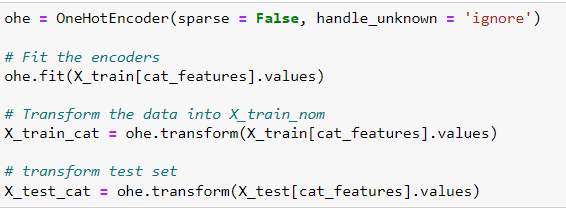 ohe = OneHotEncoder(sparse = False, handle_unknown = 'ignore')
# Fit the encoders
ohe.fit(X_train[cat_features].values)
# Transform the data into X_train_nom
X_train_cat = ohe.transform(X_train[cat_features].values)
# transform test set
X_test_cat = ohe.transform(X_test[cat_features].values)